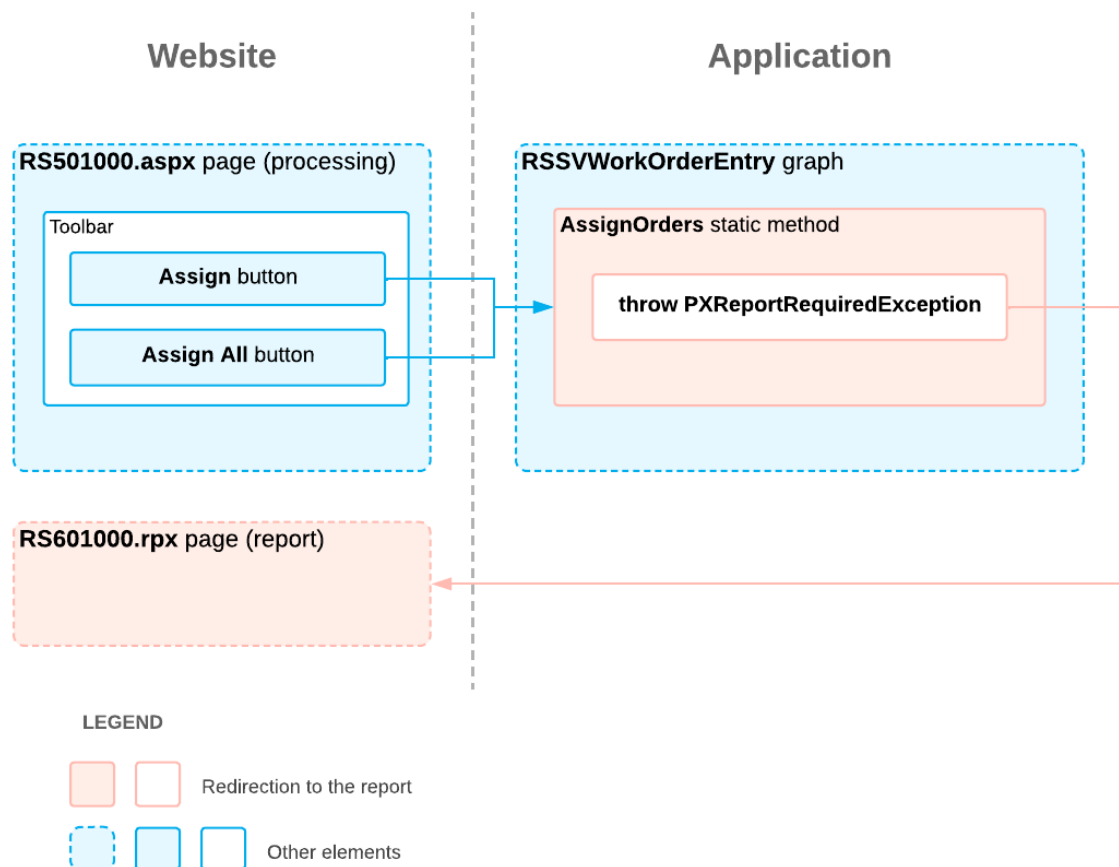 Website
Application
RS501000.aspx page (processing)
Toolbar
Assign button
Assign All button
RSSVWorkOrderEntry graph
AssignOrders static method
throw PXReportRequiredException
RS601000.rpx page (report)
LEGEND
Redirection to the report
Other elements